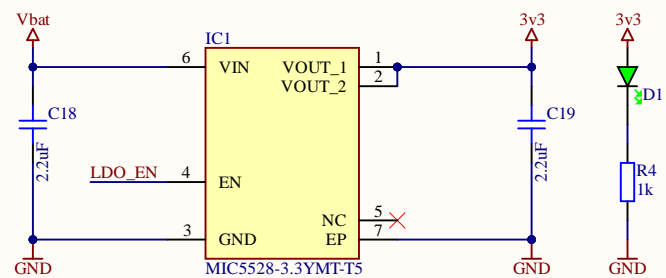 Vbat
IC1
3v3
3v3
6
VIN
VOUT_1
1
VOUT_2
2
C18
2.2uF
C19
2.2uF
D1
LDO_EN
4
EN
R4
1k
NC
5
3
GND
EP
7
GND
MIC5528-3.3YMT-T5
GND
GND